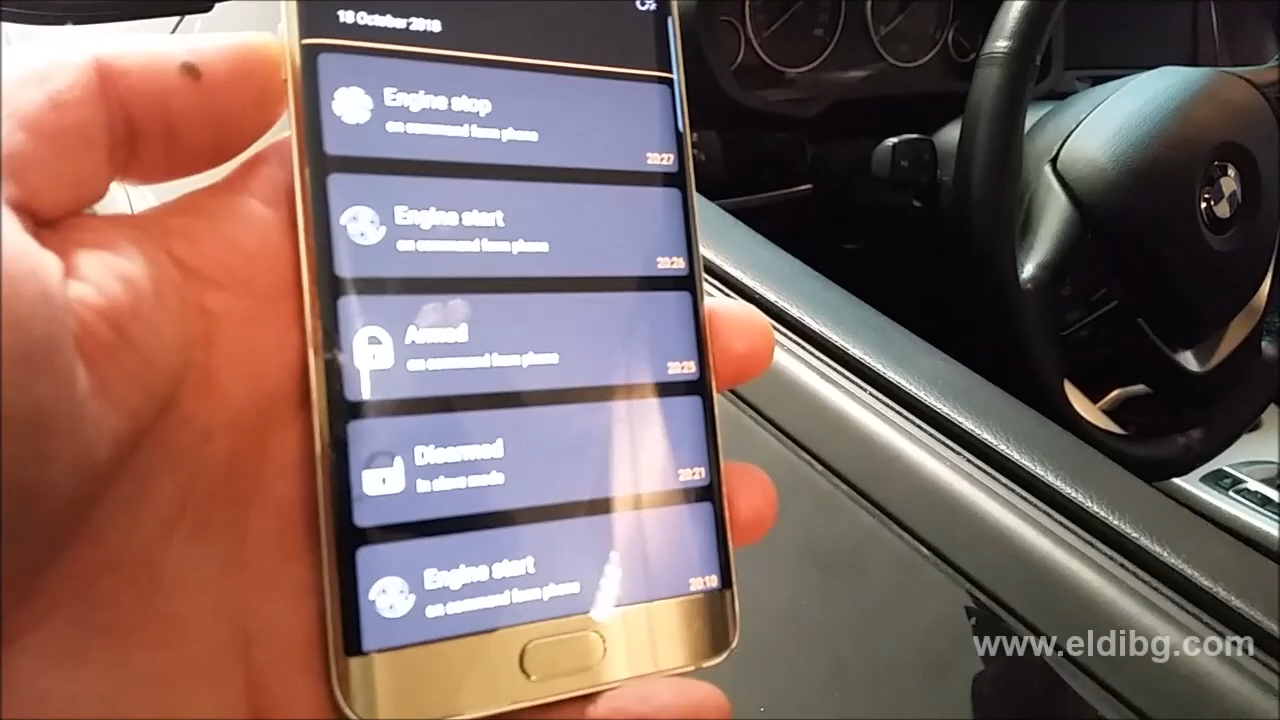 18 October 2018
Engine stop
on command from phone
20:27
Engine start
on command from phone
20:26
Armed
on command from phone
20:25
Disarmed
In slave mode
20:21
Engine start
on command from phone
20:10
BMW
www.eldibg.com